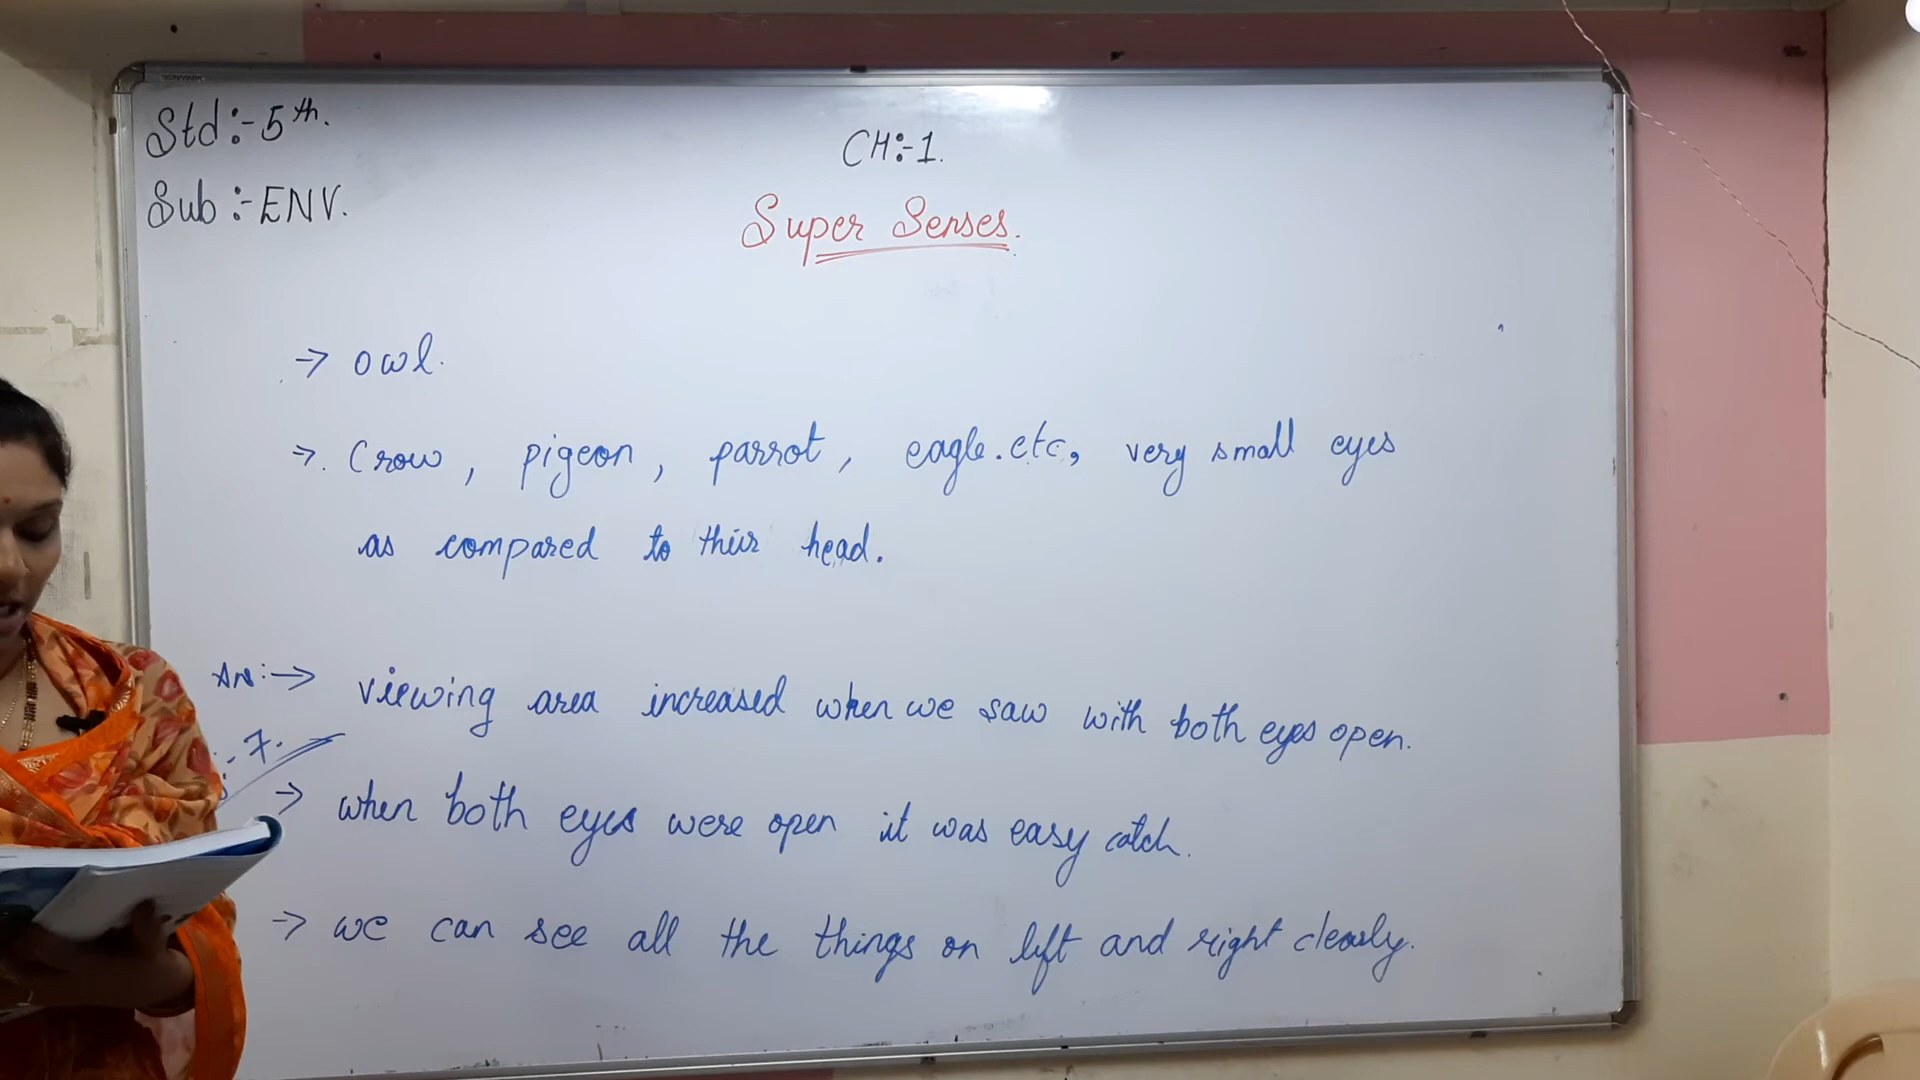 Std:- 5th.
Sub:- ENV.
CH:- 1.
Super Senses.
→ owl.
→. Crow, pigeon, parrot, eagle.etc, very small eyes
as compared to thiir head.
Ans:→ viewing area increased when we saw with both eyes open.
:-7.
→ when both eyes were open it was easy catch.
→ we can see all the things on lift and right clearly.